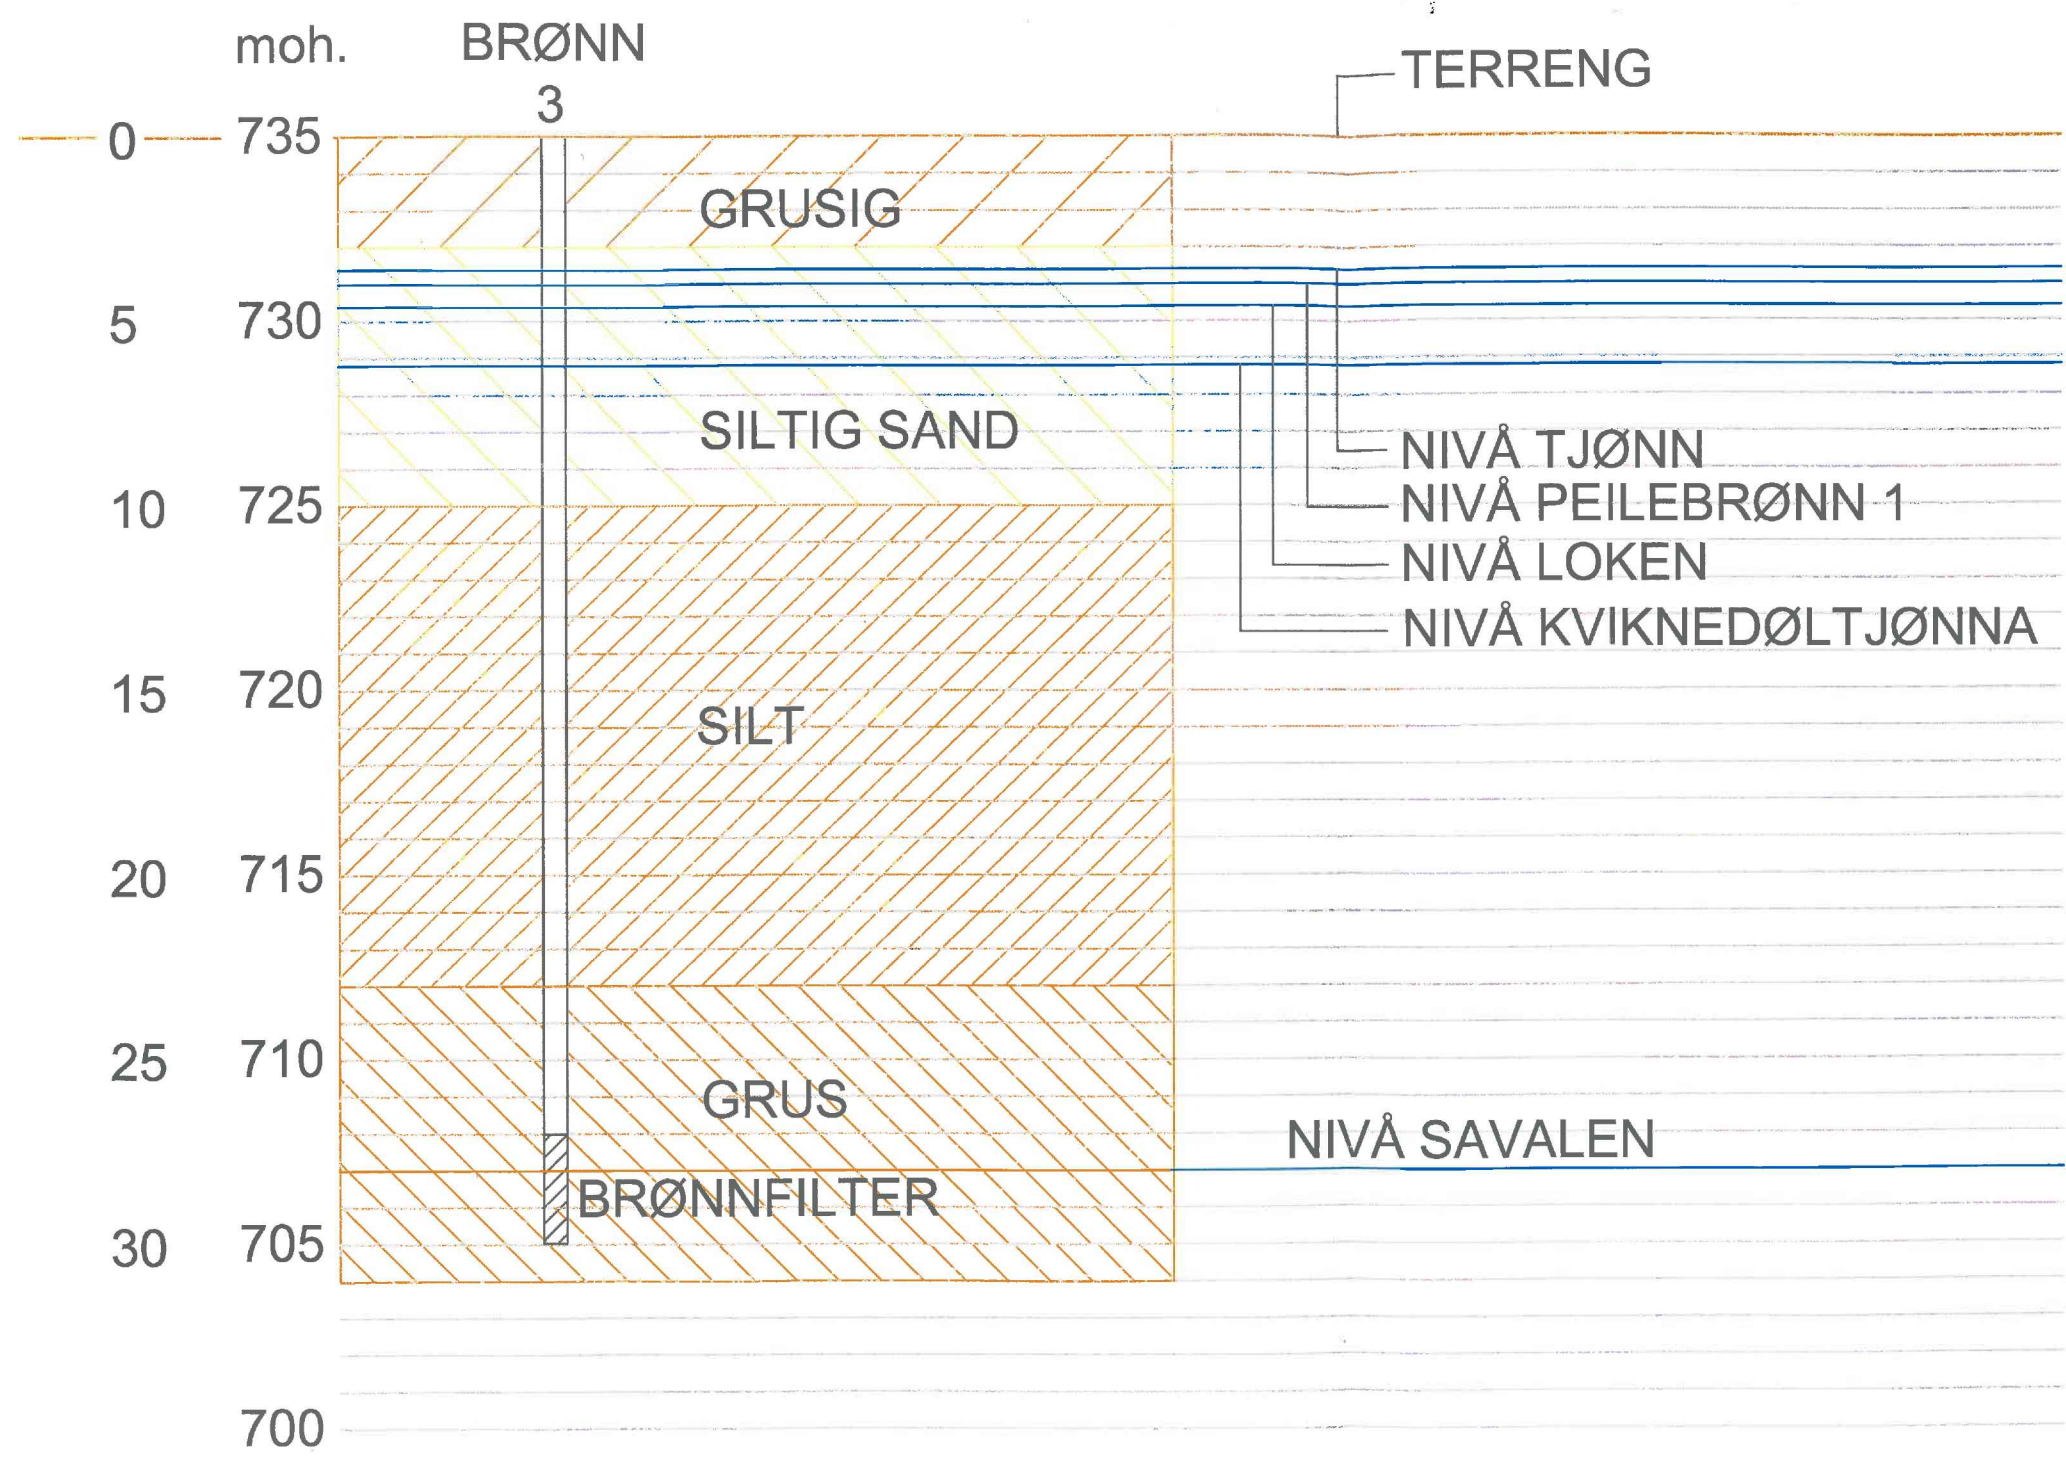 moh. BRØNN
3
TERRENG
0 735
GRUSIG
5 730
SILTIG SAND
NIVÅ TJØNN
10 725
NIVÅ PEILEBRØNN 1
NIVÅ LOKEN
NIVÅ KVIKNEDØLTJØNNA
15 720
SILT
20 715
25 710
GRUS
NIVÅ SAVALEN
BRØNNFILTER
30 705
700